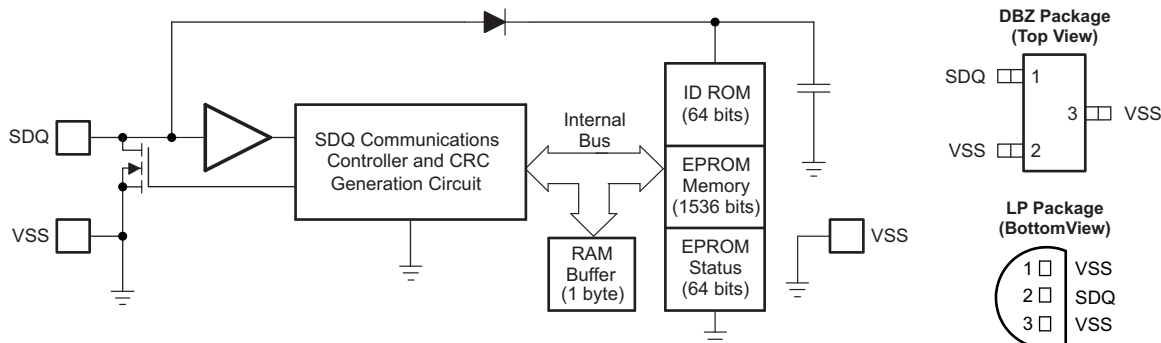 SDQ
VSS
SDQ Communications
Controller and CRC
Generation Circuit
Internal
Bus
RAM
Buffer
(1 byte)
ID ROM
(64 bits)
EPROM
Memory
(1536 bits)
EPROM
Status
(64 bits)
VSS
DBZ Package
(Top View)
SDQ 1
3 VSS
VSS 2
LP Package
(BottomView)
1 VSS
2 SDQ
3 VSS